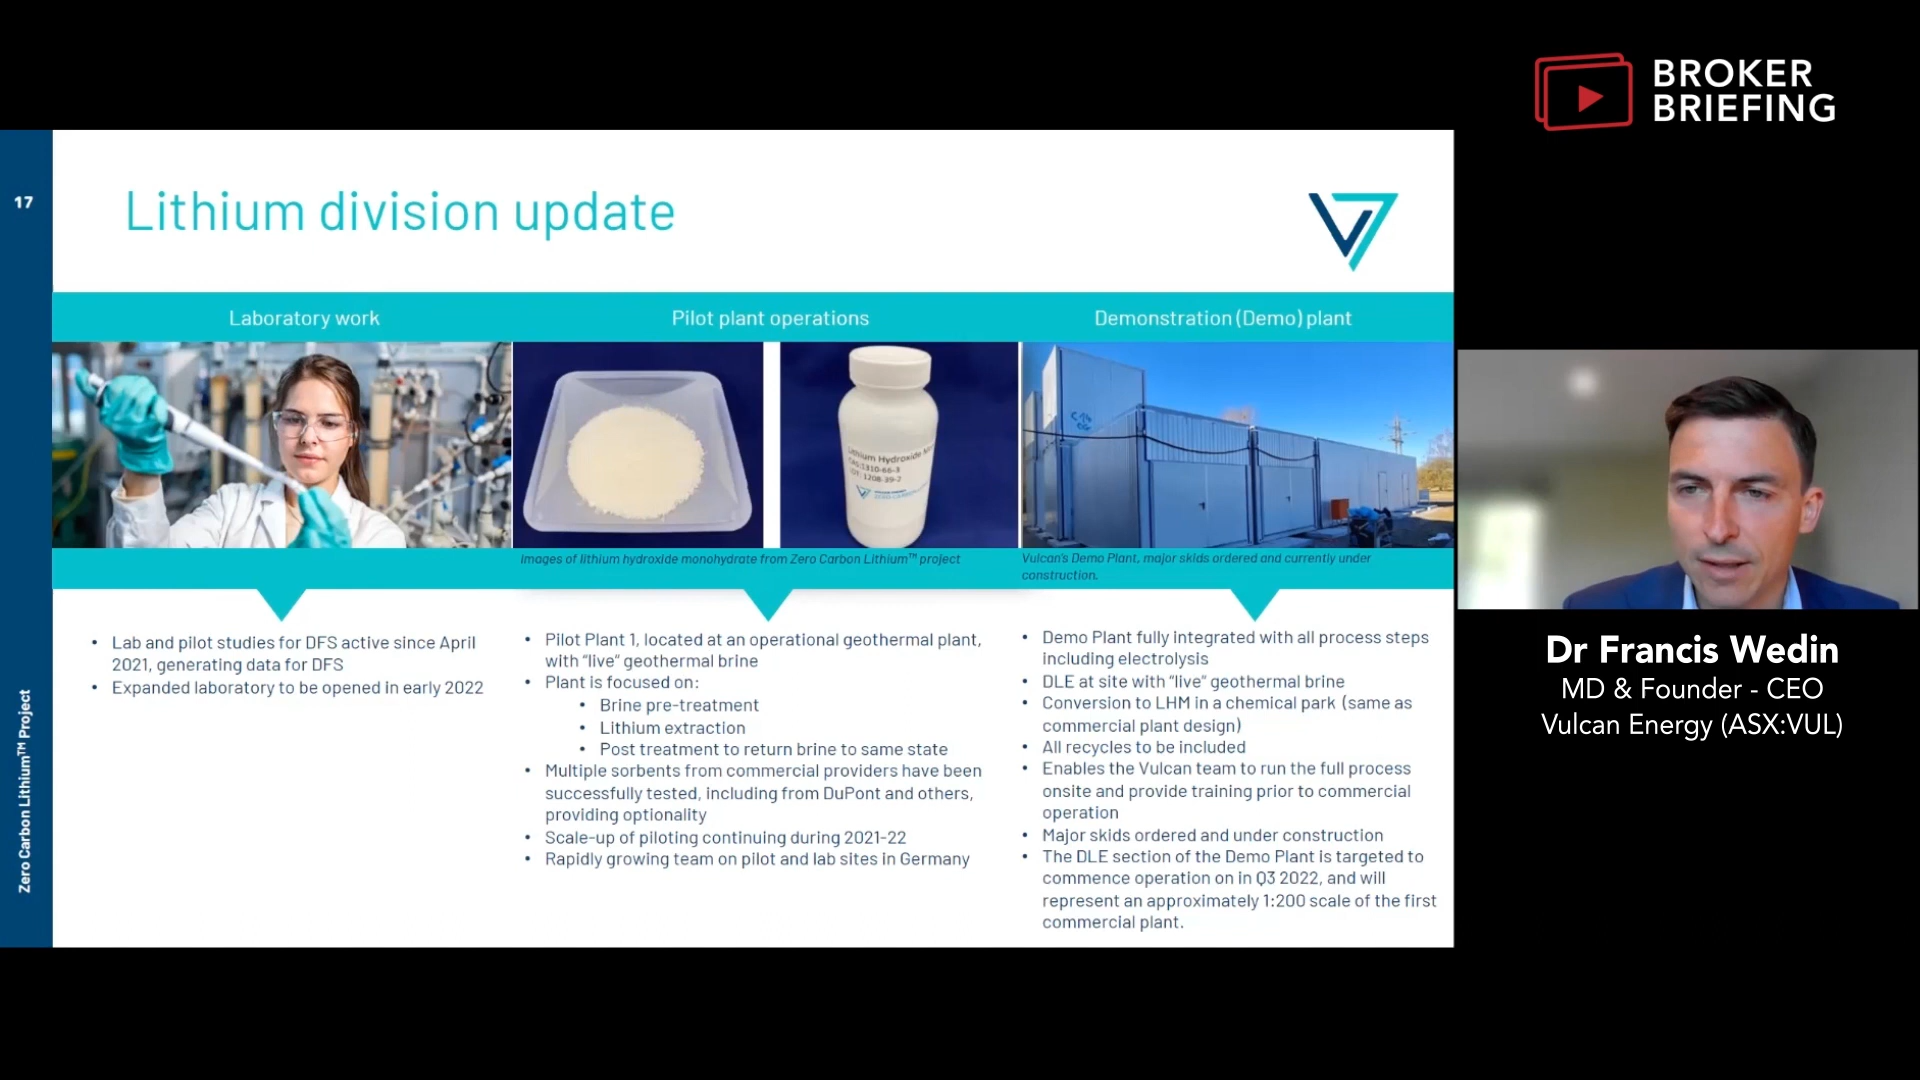 BROKER
BRIEFING
17
Lithium division update
Laboratory work
Pilot plant operations
Demonstration (Demo) plant
Lithium Hydroxide
CAS:1310-66-3
1208-39-7
Images of lithium hydroxide monohydrate from Zero Carbon Lithium™ project
Vulcan's Demo Plant, major skids ordered and currently under
construction.
• Lab and pilot studies for DFS active since April
2021, generating data for DFS
• Expanded laboratory to be opened in early 2022
• Pilot Plant 1, located at an operational geothermal plant,
with "live" geothermal brine
• Plant is focused on:
• Brine pre-treatment
• Lithium extraction
• Post treatment to return brine to same state
• Multiple sorbents from commercial providers have been
successfully tested, including from DuPont and others,
providing optionality
• Scale-up of piloting continuing during 2021-22
• Rapidly growing team on pilot and lab sites in Germany
• Demo Plant fully integrated with all process steps
including electrolysis
• DLE at site with "live" geothermal brine
• Conversion to LHM in a chemical park (same as
commercial plant design)
• All recycles to be included
• Enables the Vulcan team to run the full process
onsite and provide training prior to commercial
operation
• Major skids ordered and under construction
• The DLE section of the Demo Plant is targeted to
commence operation on in Q3 2022, and will
represent an approximately 1:200 scale of the first
commercial plant.
Zero Carbon Lithium™ Project
Dr Francis Wedin
MD & Founder - CEO
Vulcan Energy (ASX:VUL)